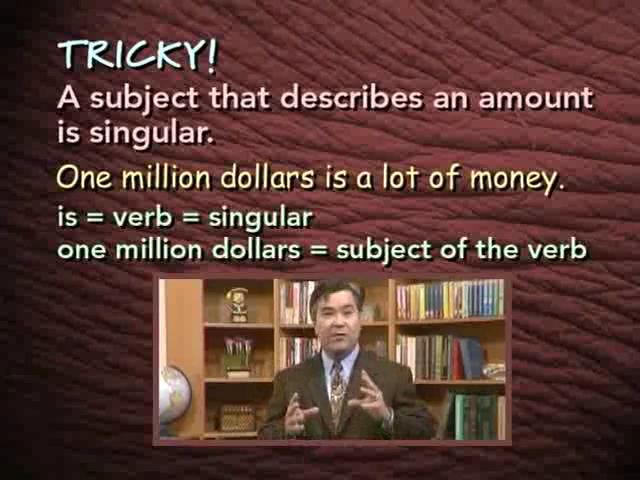 TRICKY!
A subject that describes an amount
is singular.
One million dollars is a lot of money.
is = verb = singular
one million dollars = subject of the verb